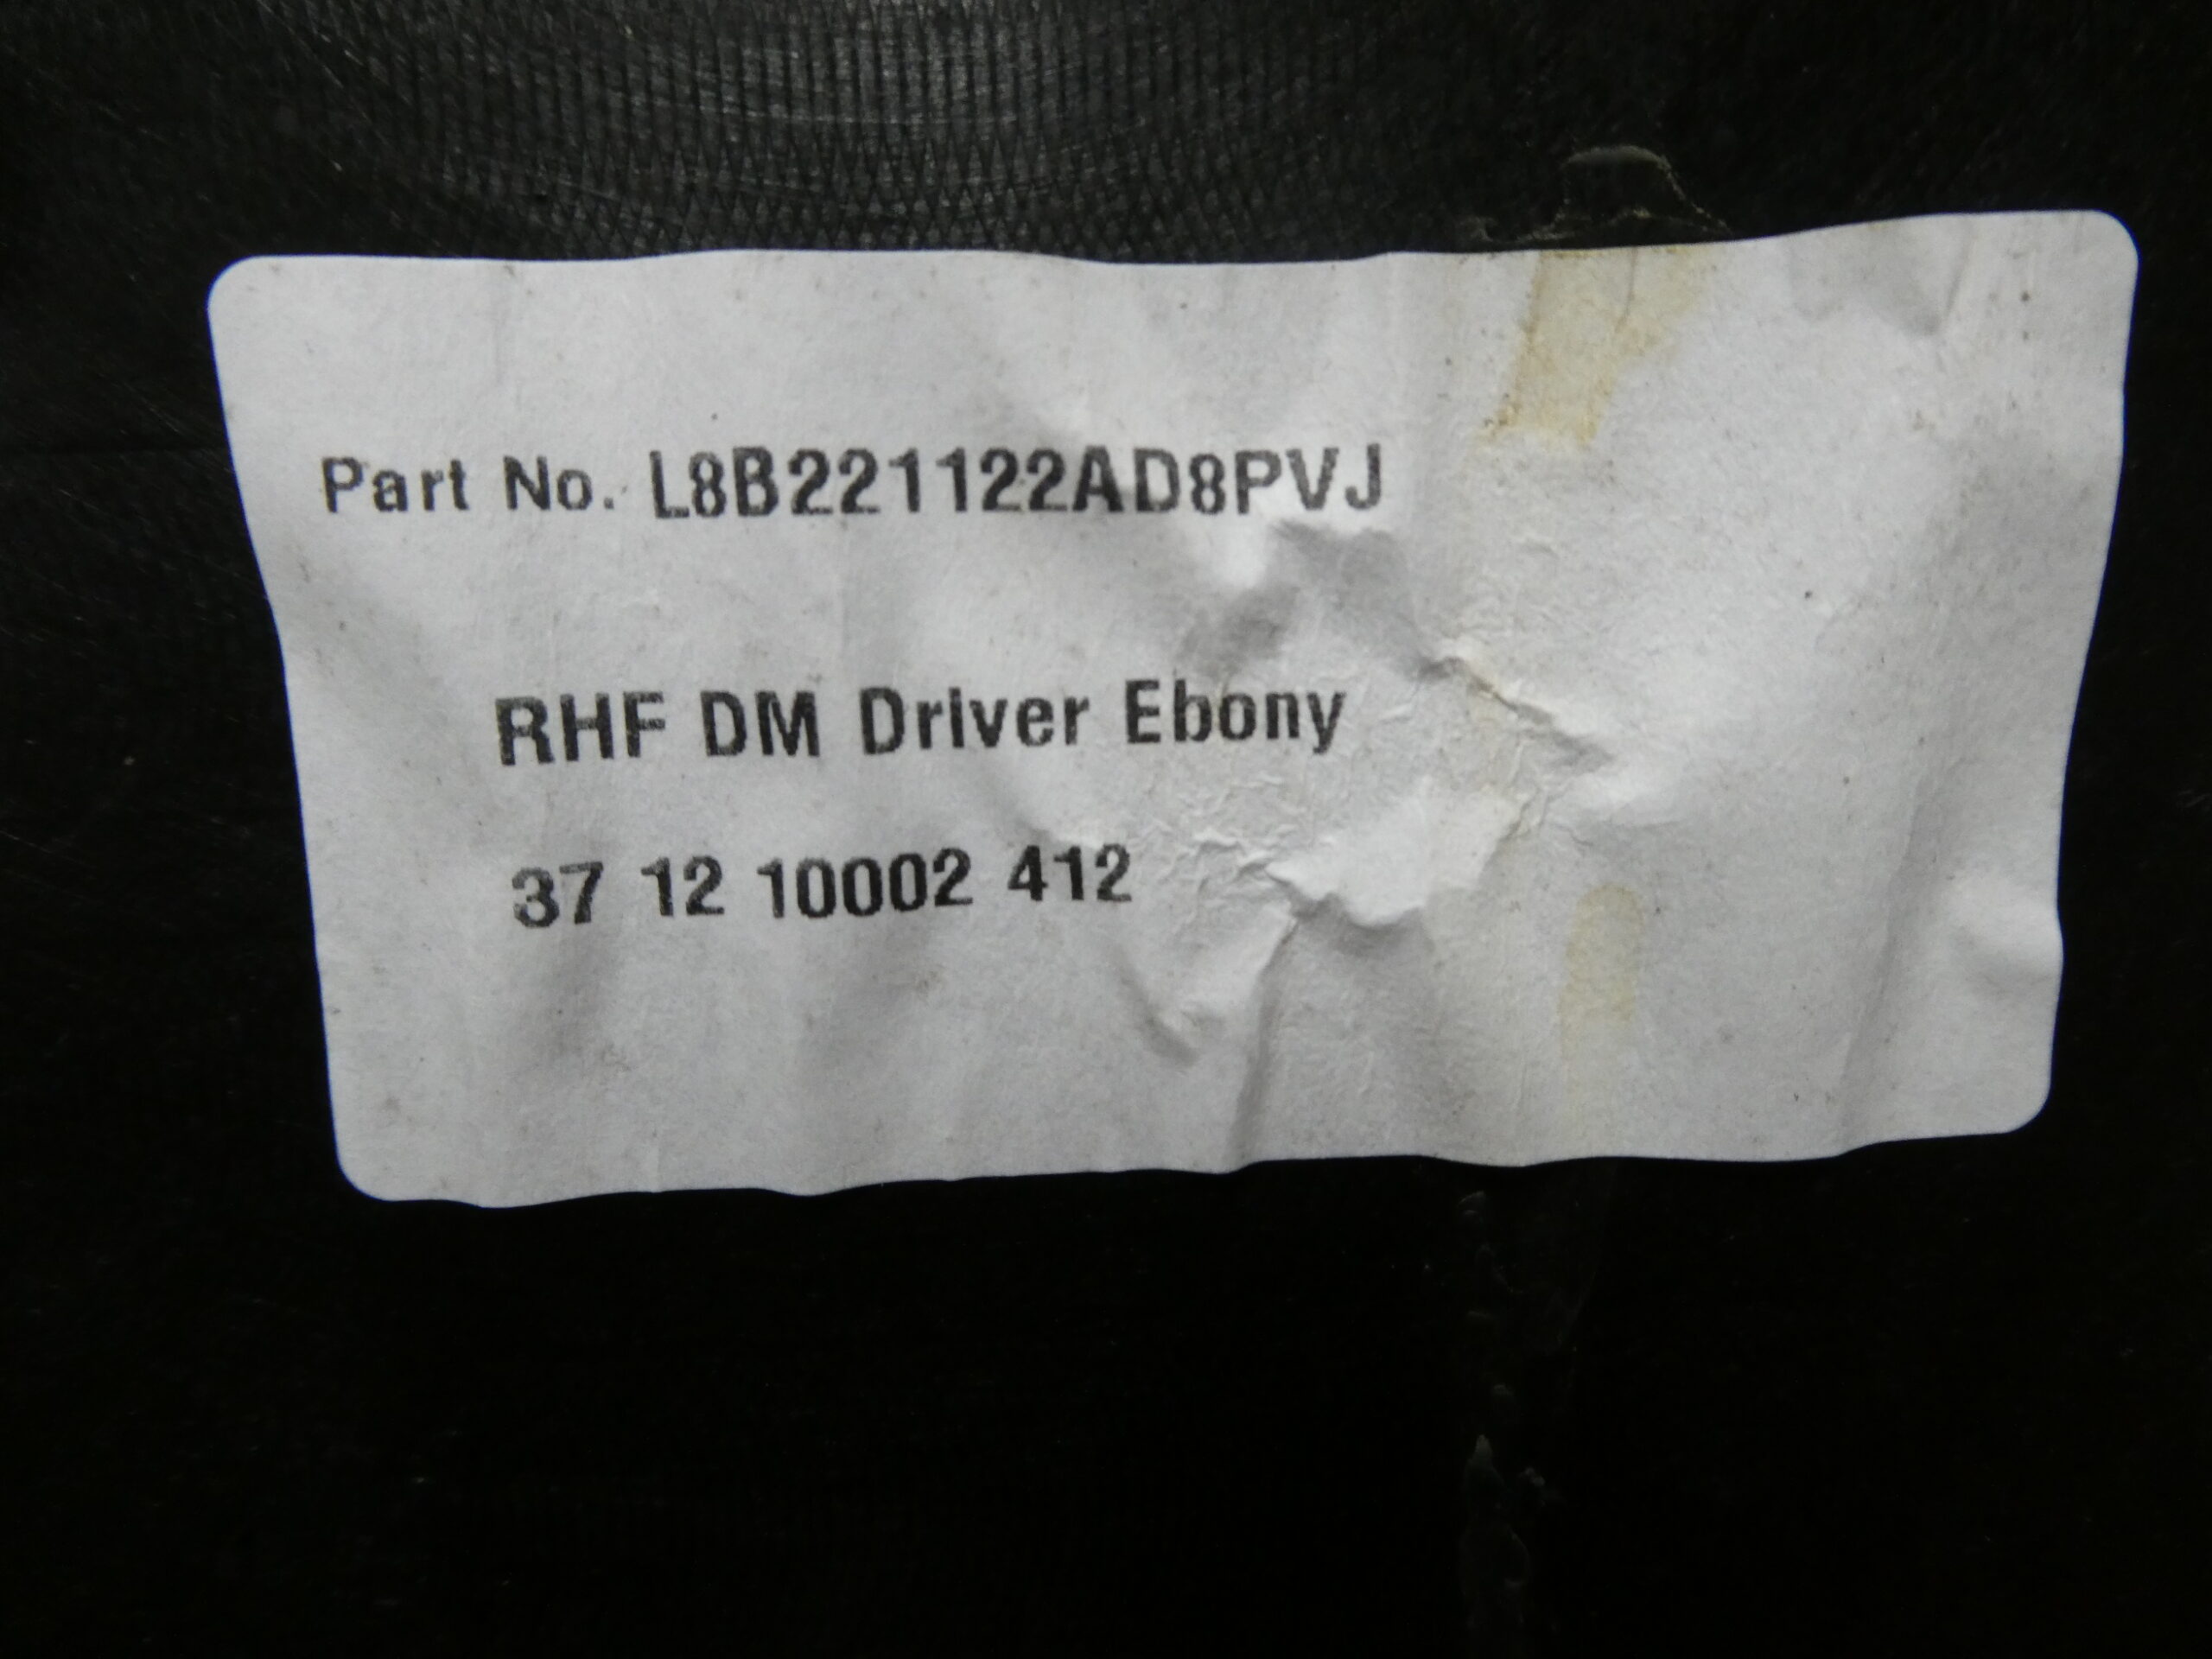 Part No. L8B221122AD8PVJ
RHF DM Driver Ebony
37 12 10002 412